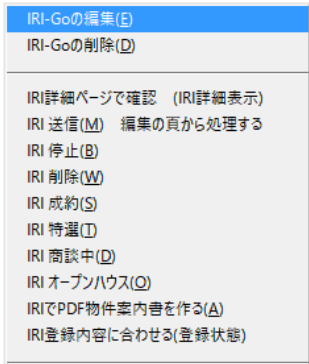 IRI-Goの編集(E)
IRI-Goの削除(D)
IRI詳細ページで確認　(IRI詳細表示)
IRI 送信(M)　編集の頁から処理する
IRI 停止(B)
IRI 削除(W)
IRI 成約(S)
IRI 特選(T)
IRI 商談中(D)
IRI オープンハウス(O)
IRIでPDF物件案内書を作る(A)
IRI登録内容に合わせる(登録状態)